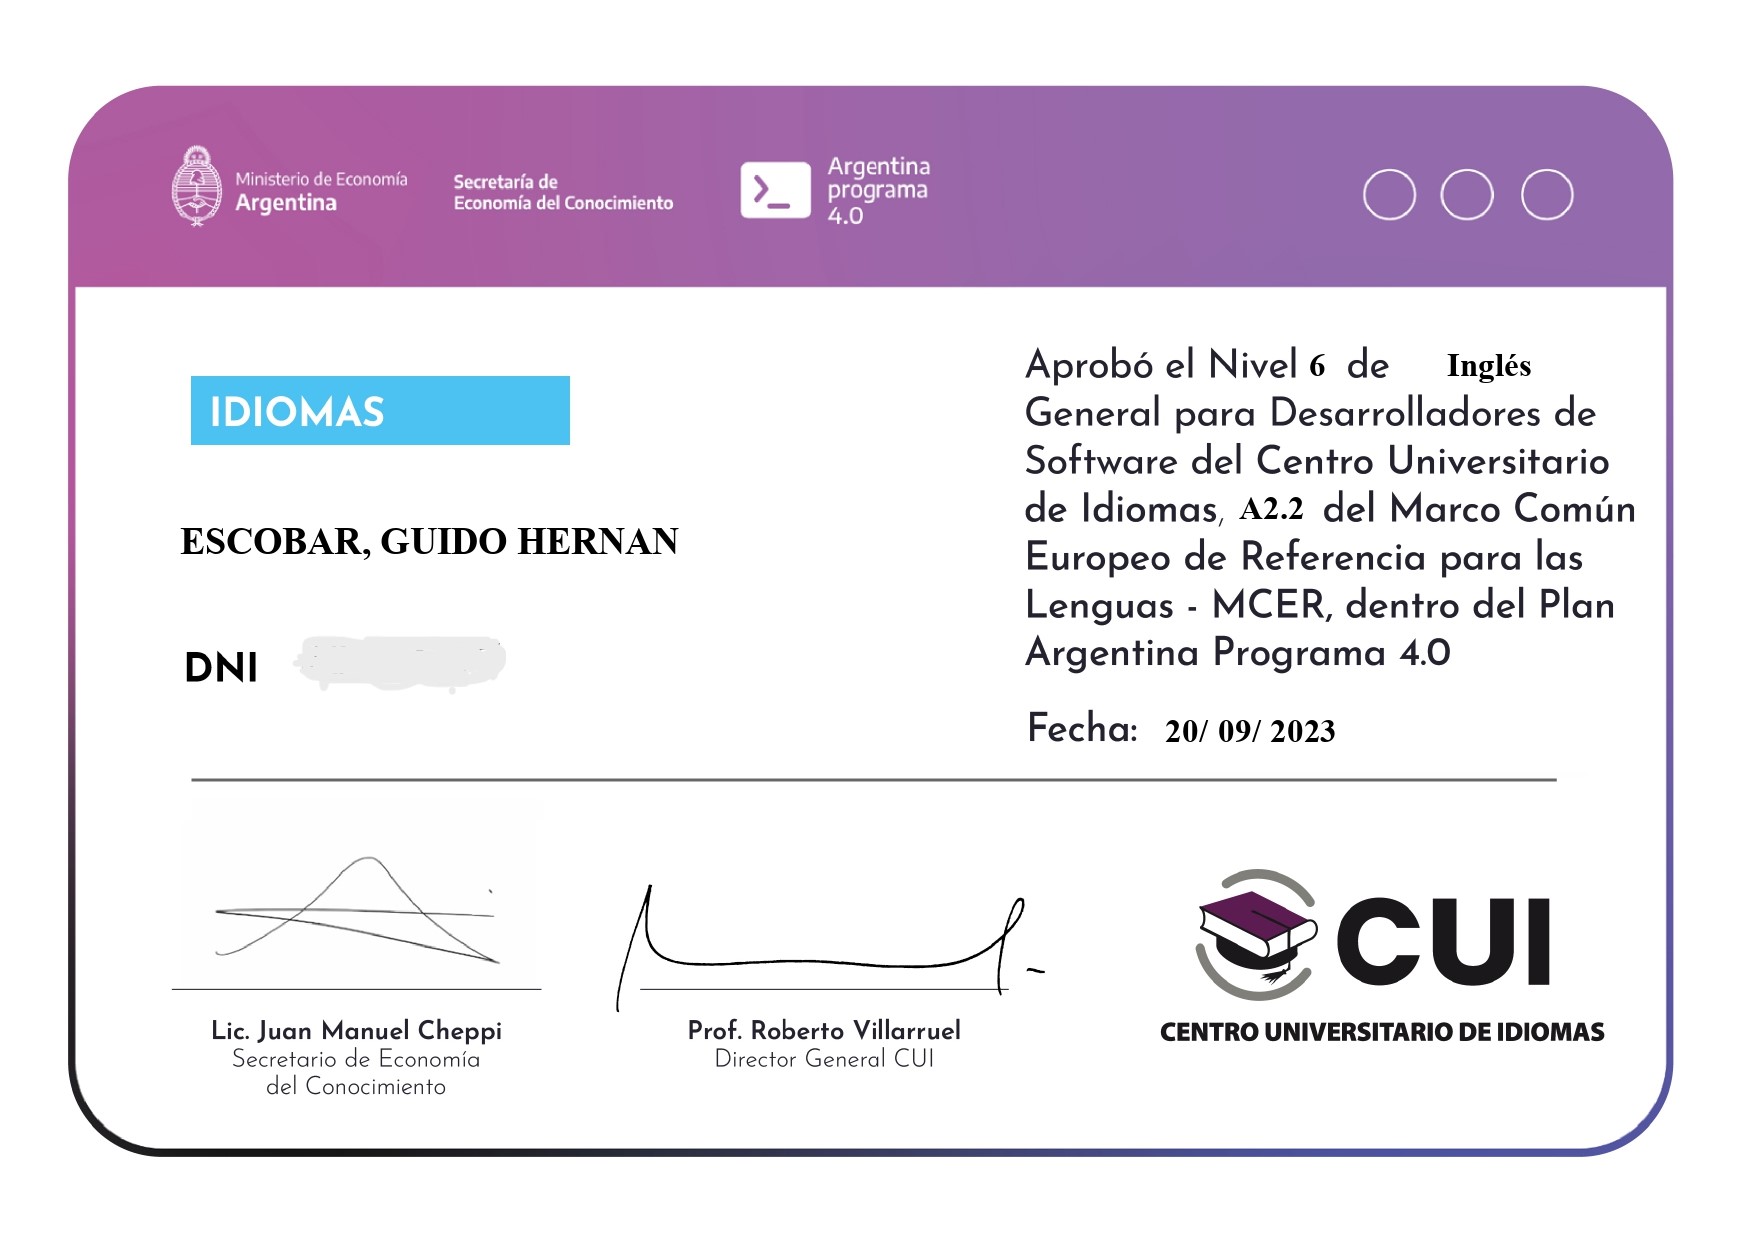 Ministerio de Economía
Argentina
Secretaría de
Economía del Conocimiento
>_
Argentina
programa
4.0
IDIOMAS
ESCOBAR, GUIDO HERNAN
DNI
Aprobó el Nivel 6 de Inglés
General para Desarrolladores de
Software del Centro Universitario
de Idiomas, A2.2 del Marco Común
Europeo de Referencia para las
Lenguas - MCER, dentro del Plan
Argentina Programa 4.0
Fecha: 20/ 09/ 2023
Lic. Juan Manuel Cheppi
Secretario de Economía
del Conocimiento
Prof. Roberto Villarruel
Director General CUI
CUI
CENTRO UNIVERSITARIO DE IDIOMAS